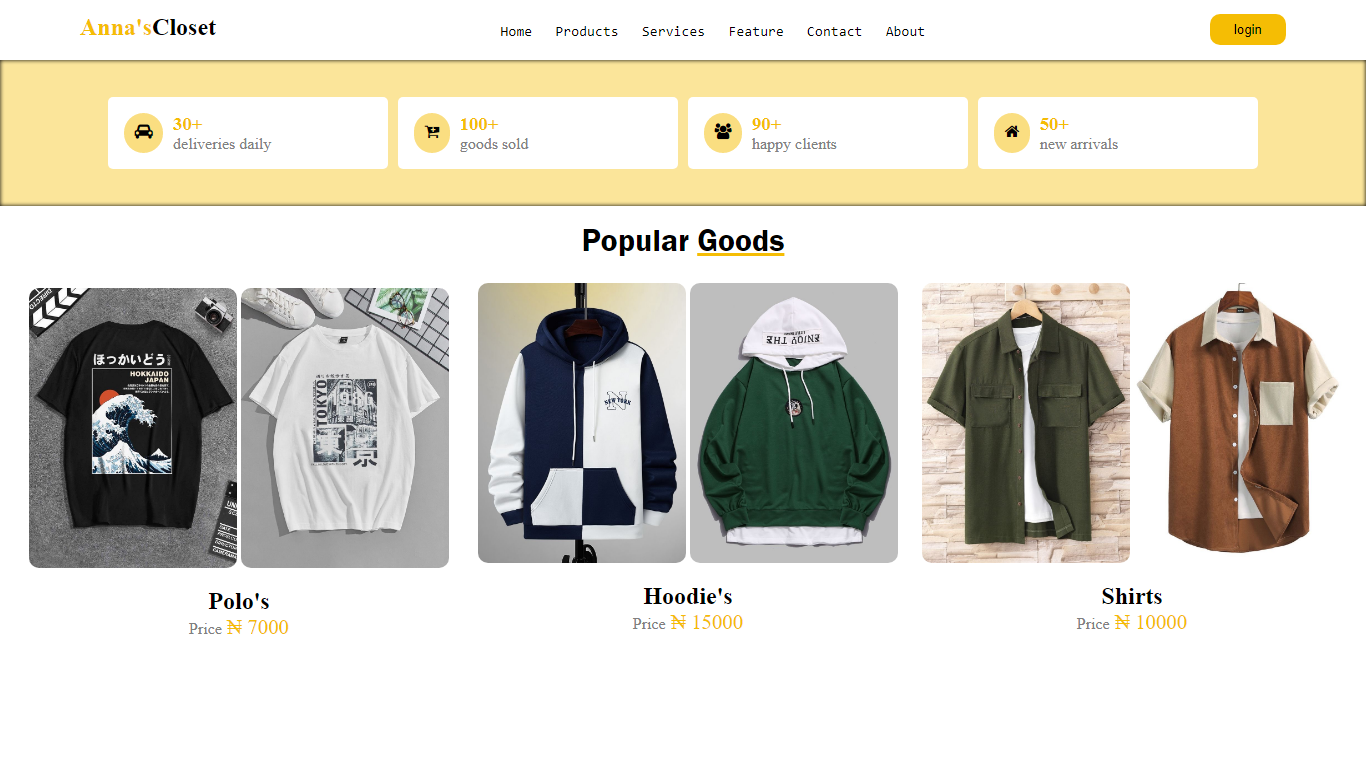 Anna'sCloset
Home Products Services Feature Contact About
login
30+
deliveries daily
100+
goods sold
90+
happy clients
50+
new arrivals
Popular Goods
ほっかいどう
HOKKAIDO
JAPAN
TOKYO
NEW YORK
N
ENJOY THE
Polo's
Price ₦ 7000
Hoodie's
Price ₦ 15000
Shirts
Price ₦ 10000